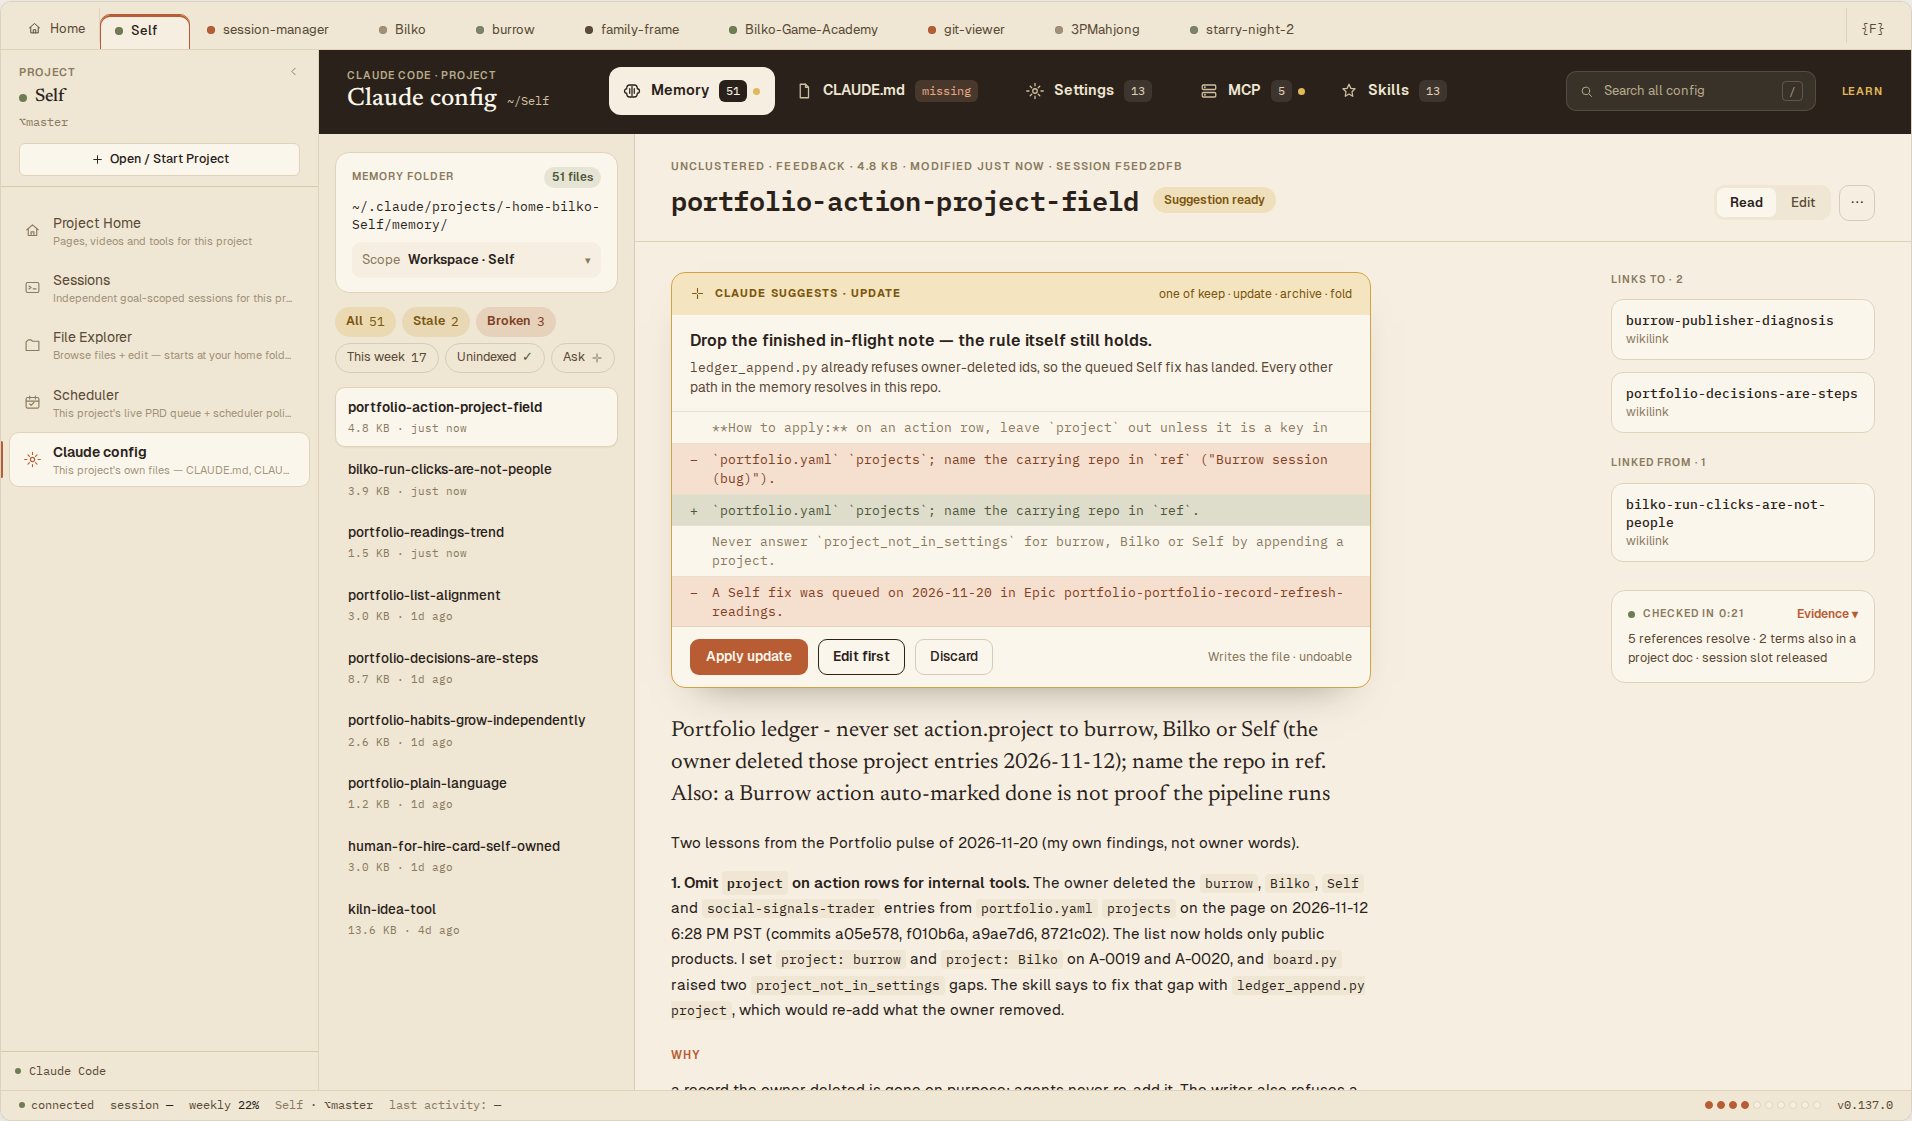 Home
Self
session-manager
Bilko
burrow
family-frame
Bilko-Game-Academy
git-viewer
3PMahjong
starry-night-2
{F}
PROJECT
Self
⌥master
+ Open / Start Project
Project Home
Pages, videos and tools for this project
Sessions
Independent goal-scoped sessions for this pr…
File Explorer
Browse files + edit — starts at your home fold…
Scheduler
This project's live PRD queue + scheduler poli…
Claude config
This project's own files — CLAUDE.md, CLAU…
Claude Code
CLAUDE CODE · PROJECT
Claude config ~/Self
Memory 51
CLAUDE.md missing
Settings 13
MCP 5
Skills 13
Search all config /
LEARN
MEMORY FOLDER
51 files
~/.claude/projects/-home-bilko-
Self/memory/
Scope Workspace · Self ▾
All 51
Stale 2
Broken 3
This week 17
Unindexed ✓
Ask
portfolio-action-project-field
4.8 KB · just now
bilko-run-clicks-are-not-people
3.9 KB · just now
portfolio-readings-trend
1.5 KB · just now
portfolio-list-alignment
3.0 KB · 1d ago
portfolio-decisions-are-steps
8.7 KB · 1d ago
portfolio-habits-grow-independently
2.6 KB · 1d ago
portfolio-plain-language
1.2 KB · 1d ago
human-for-hire-card-self-owned
3.0 KB · 1d ago
kiln-idea-tool
13.6 KB · 4d ago
UNCLUSTERED · FEEDBACK · 4.8 KB · MODIFIED JUST NOW · SESSION F5ED2DFB
portfolio-action-project-field
Suggestion ready
Read
Edit
⋯
CLAUDE SUGGESTS · UPDATE
one of keep · update · archive · fold
Drop the finished in-flight note — the rule itself still holds.
ledger_append.py already refuses owner-deleted ids, so the queued Self fix has landed. Every other
path in the memory resolves in this repo.
**How to apply:** on an action row, leave `project` out unless it is a key in
− `portfolio.yaml` `projects`; name the carrying repo in `ref` ("Burrow session
(bug)").
+ `portfolio.yaml` `projects`; name the carrying repo in `ref`.
Never answer `project_not_in_settings` for burrow, Bilko or Self by appending a
project.
− A Self fix was queued on 2026-11-20 in Epic portfolio-portfolio-record-refresh-
readings.
Apply update
Edit first
Discard
Writes the file · undoable
Portfolio ledger - never set action.project to burrow, Bilko or Self (the
owner deleted those project entries 2026-11-12); name the repo in ref.
Also: a Burrow action auto-marked done is not proof the pipeline runs
Two lessons from the Portfolio pulse of 2026-11-20 (my own findings, not owner words).
1. Omit project on action rows for internal tools. The owner deleted the burrow, Bilko, Self
and social-signals-trader entries from portfolio.yaml projects on the page on 2026-11-12
6:28 PM PST (commits a05e578, f010b6a, a9ae7d6, 8721c02). The list now holds only public
products. I set project: burrow and project: Bilko on A-0019 and A-0020, and board.py
raised two project_not_in_settings gaps. The skill says to fix that gap with ledger_append.py
project, which would re-add what the owner removed.
WHY
a record the owner deleted is gone on purpose; agents never re-add it. The writer also refuses a
LINKS TO · 2
burrow-publisher-diagnosis
wikilink
portfolio-decisions-are-steps
wikilink
LINKED FROM · 1
bilko-run-clicks-are-not-
people
wikilink
CHECKED IN 0:21
Evidence ▾
5 references resolve · 2 terms also in a
project doc · session slot released
connected
session —
weekly 22%
Self · ⌥master
last activity: —
v0.137.0